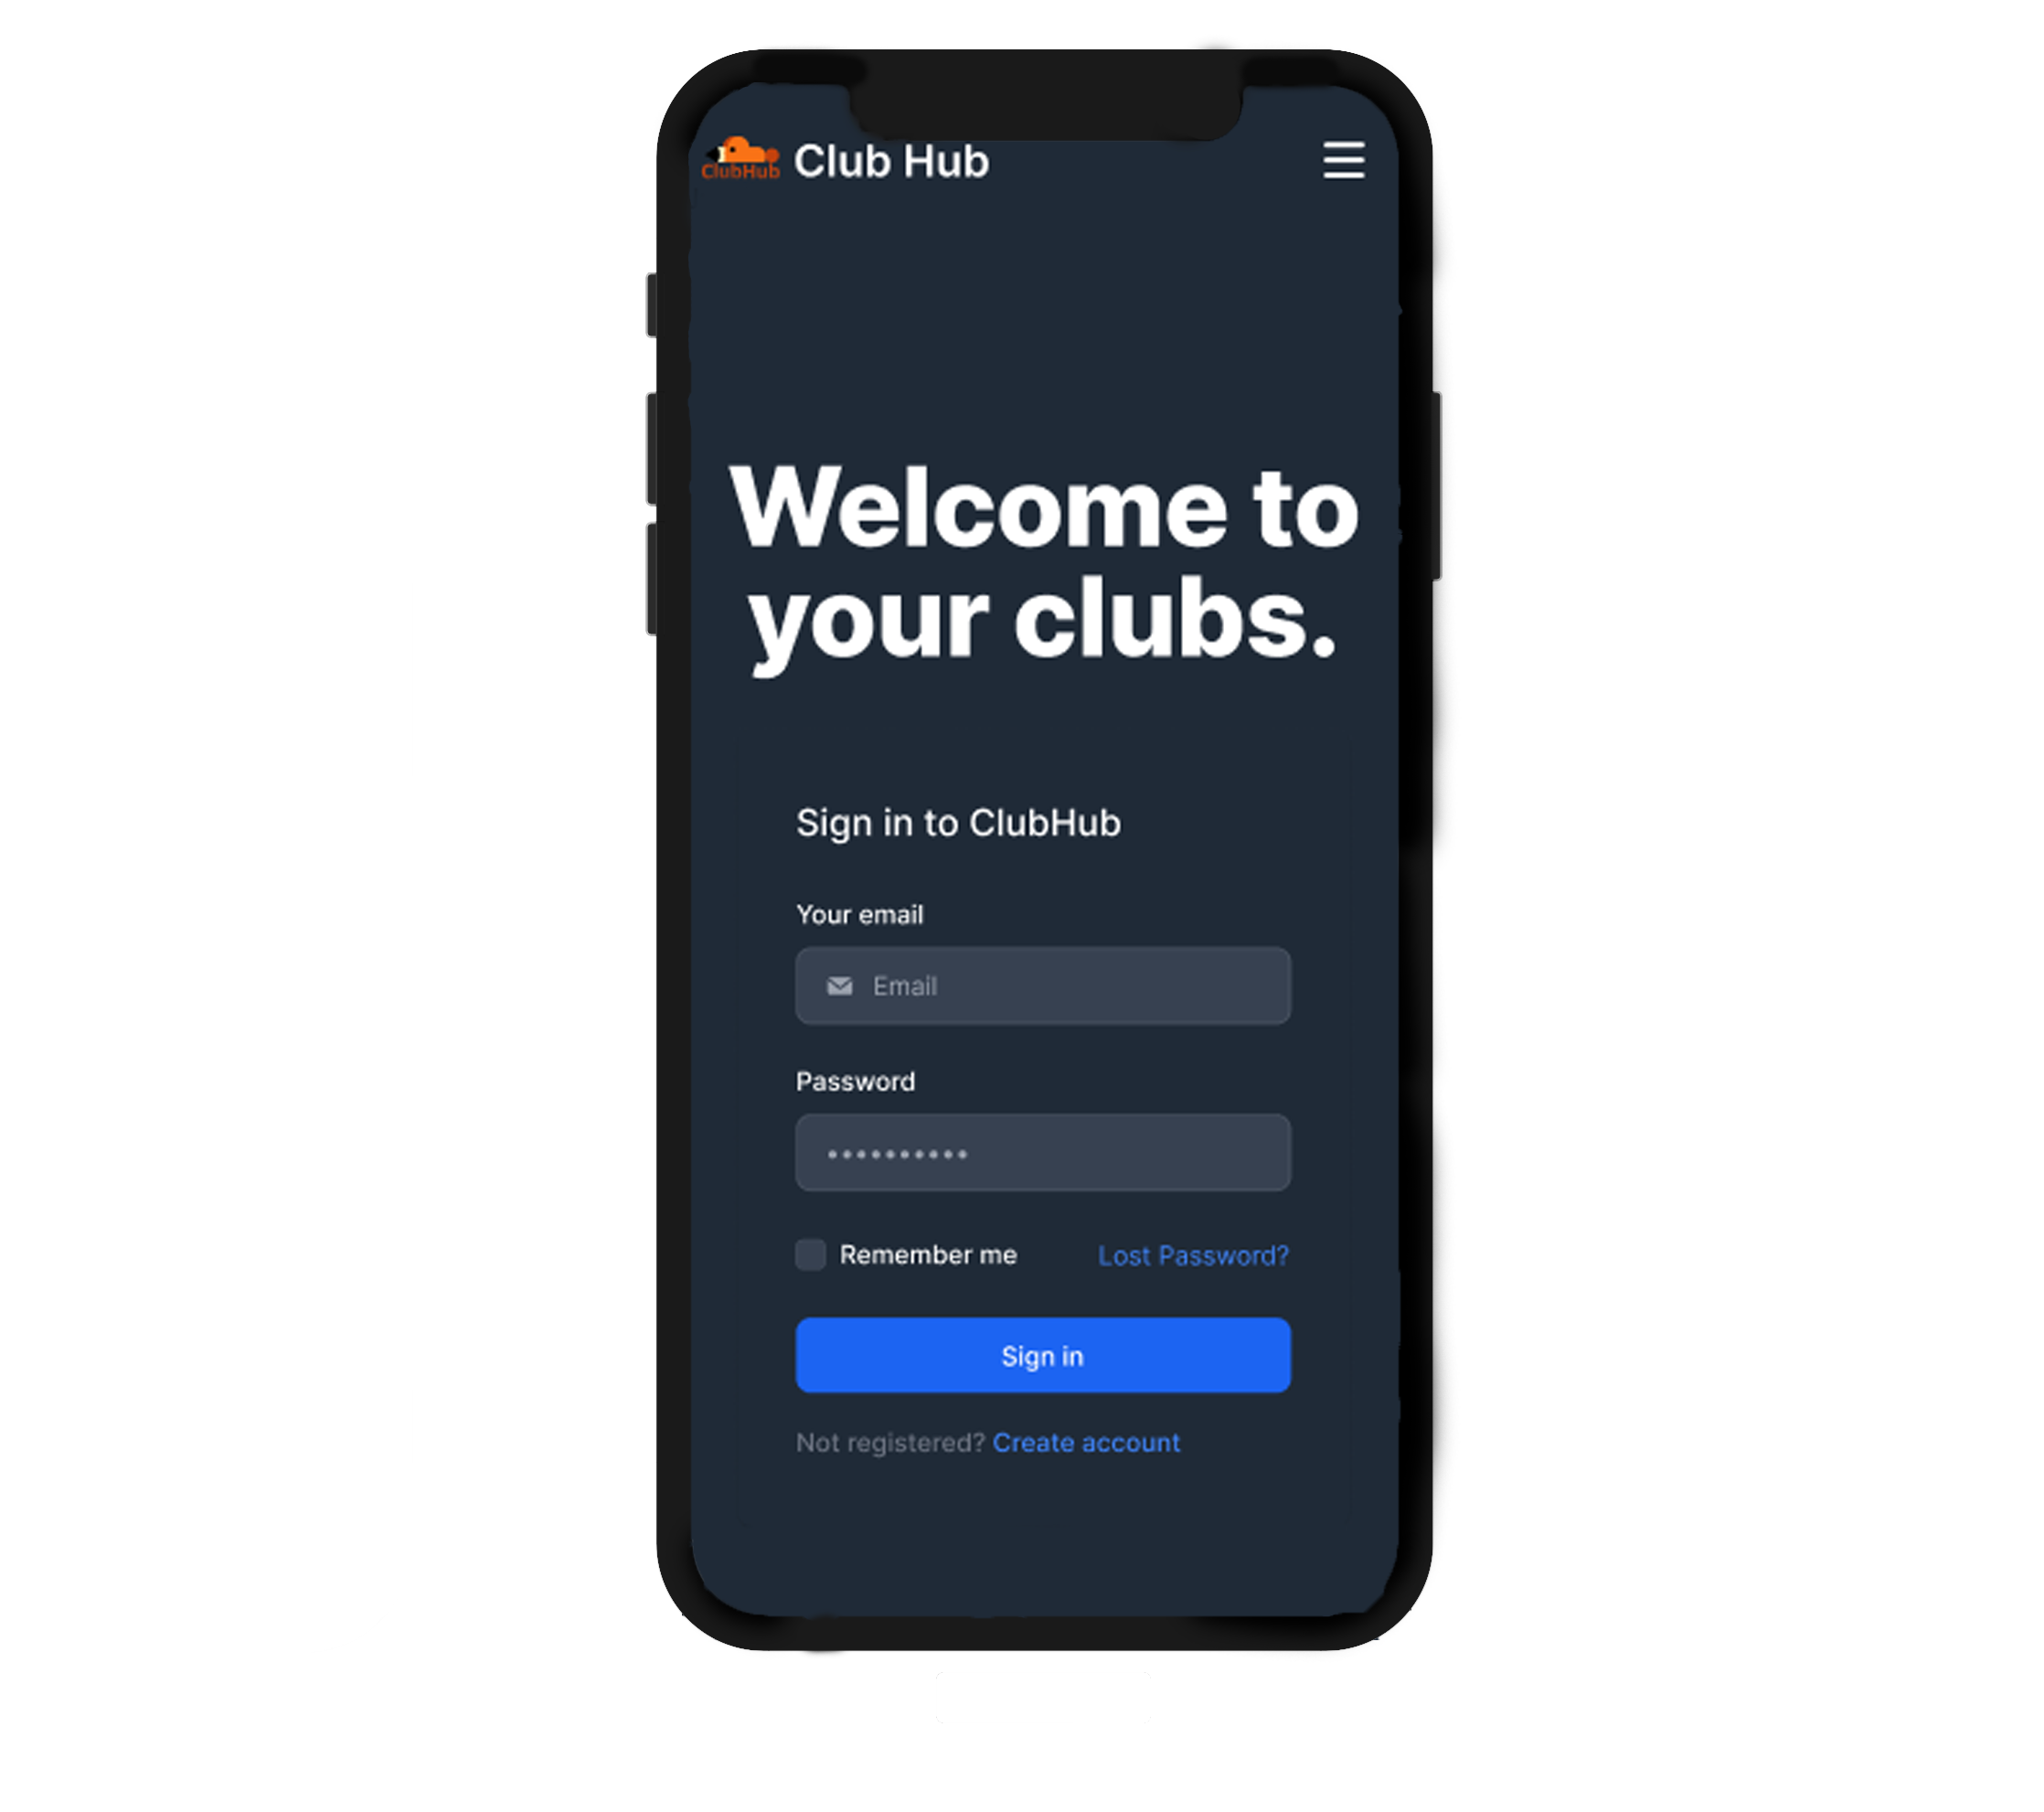 ClubHub Club Hub
Welcome to
your clubs.
Sign in to ClubHub
Your email
Email
Password
Remember me Lost Password?
Sign in
Not registered? Create account